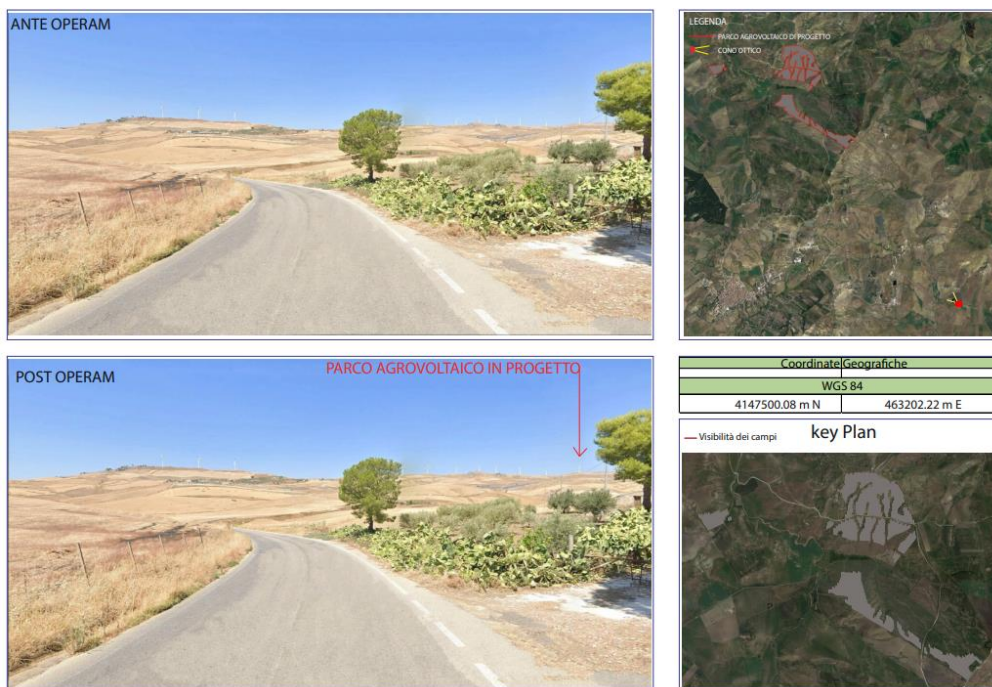 ANTE OPERAM
LEGENDA
PARCO AGROVOLTAICO DI PROGETTO
CONO OTTICO
POST OPERAM
PARCO AGROVOLTAICO IN PROGETTO
Coordinate Geografiche
WGS 84
4147500.08 m N 463202.22 m E
Visibilità dei campi
key Plan